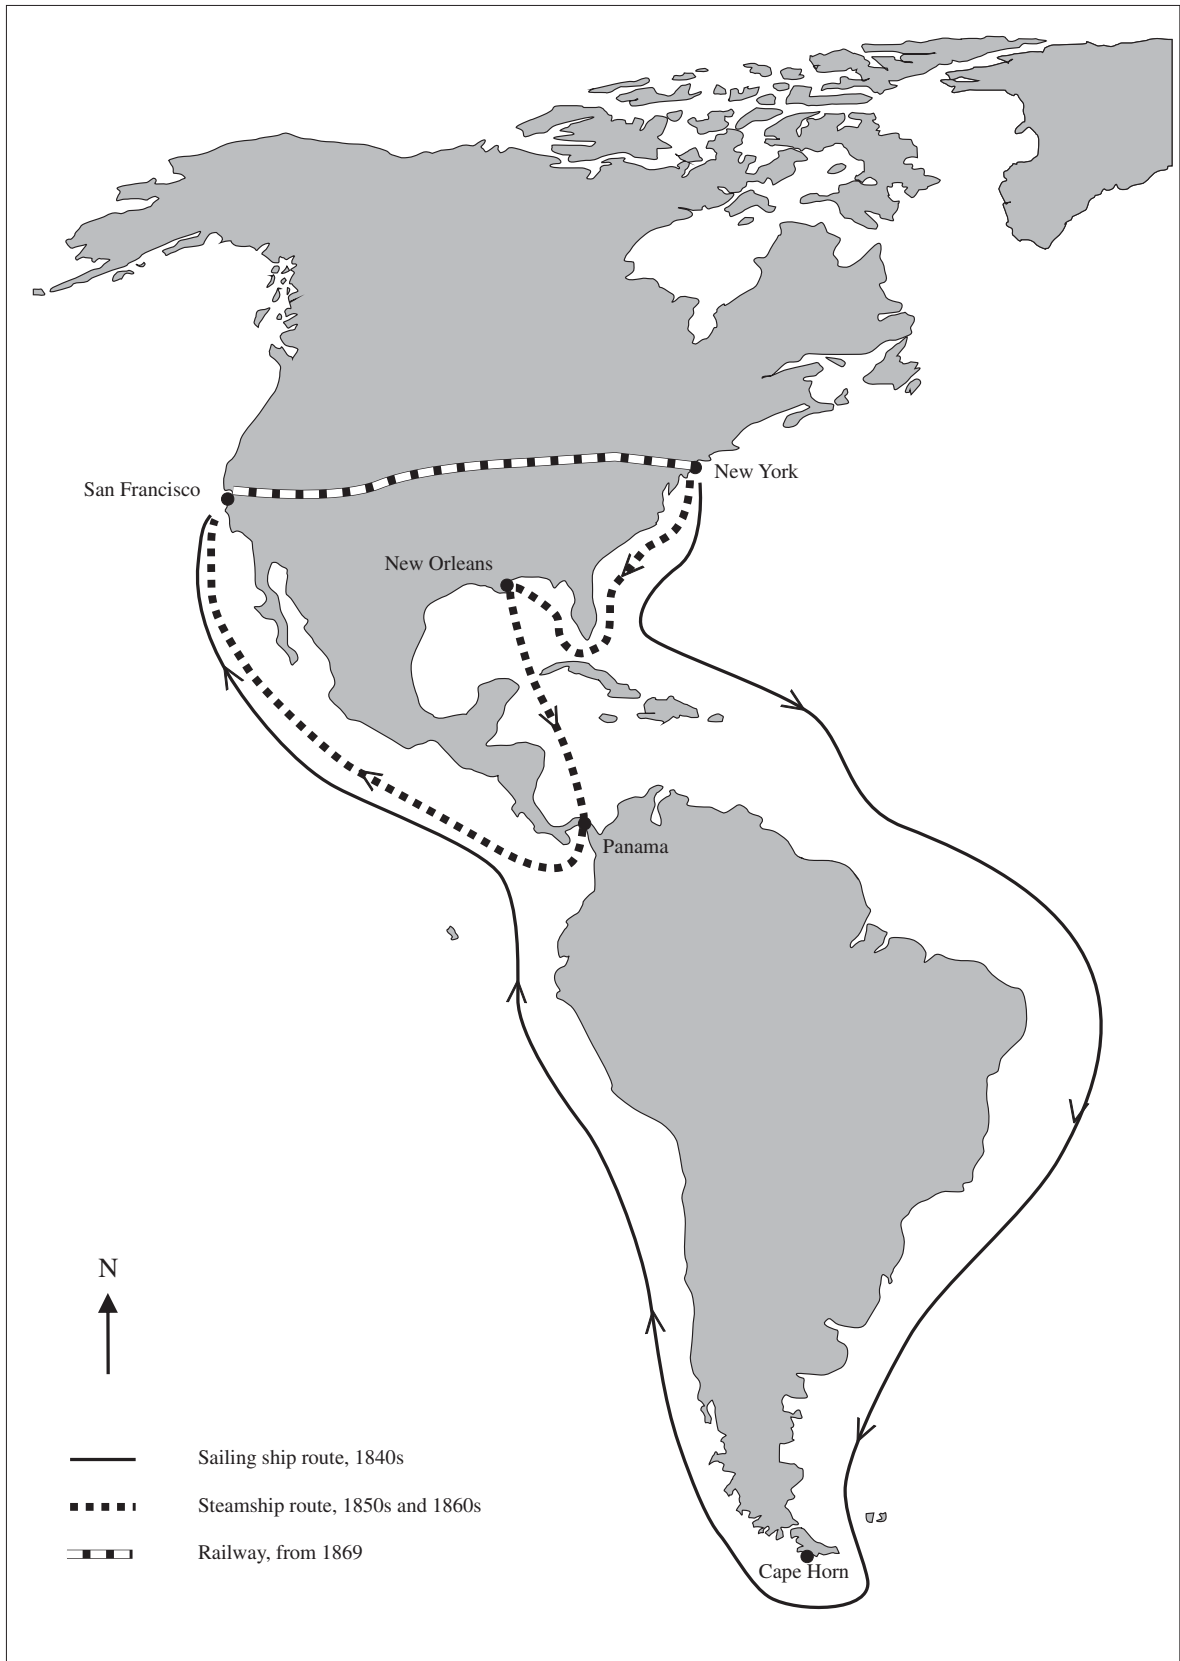 New York
San Francisco
New Orleans
Panama
N
Sailing ship route, 1840s
Steamship route, 1850s and 1860s
Railway, from 1869
Cape Horn